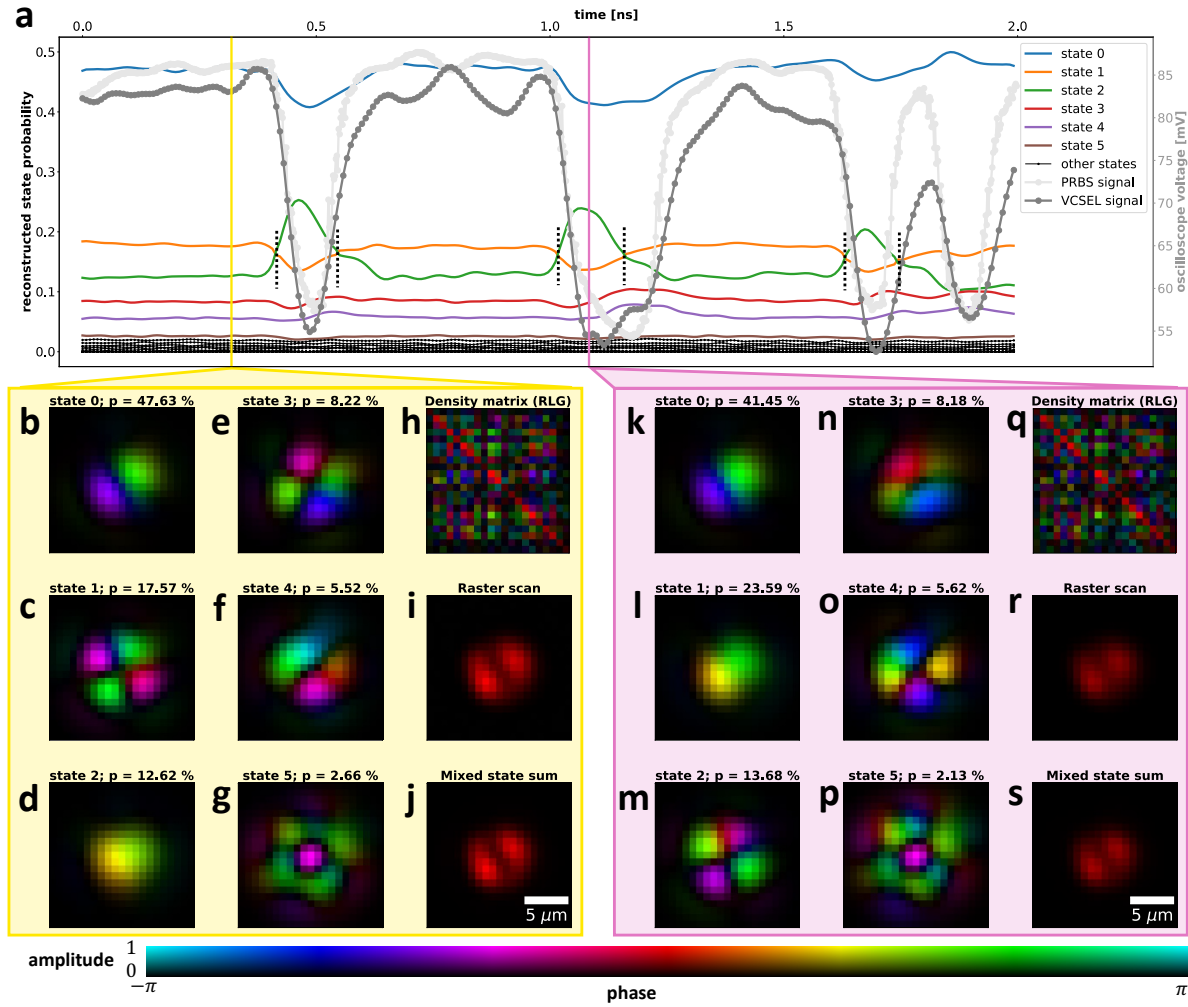 a
time [ns]
0.0 0.5 1.0 1.5 2.0
reconstructed state probability
0.5
0.4
0.3
0.2
0.1
0.0
state 0
state 1
state 2
state 3
state 4
state 5
other states
PRBS signal
VCSEL signal
85
80
75
70
65
60
55
oscilloscope voltage [mV]
b state 0; p = 47.63 %
e state 3; p = 8.22 %
h Density matrix (RLG)
k state 0; p = 41.45 %
n state 3; p = 8.18 %
q Density matrix (RLG)
c state 1; p = 17.57 %
f state 4; p = 5.52 %
i Raster scan
l state 1; p = 23.59 %
o state 4; p = 5.62 %
r Raster scan
d state 2; p = 12.62 %
g state 5; p = 2.66 %
j Mixed state sum
5 μm
m state 2; p = 13.68 %
p state 5; p = 2.13 %
s Mixed state sum
5 μm
amplitude
1
0
−π
phase
π